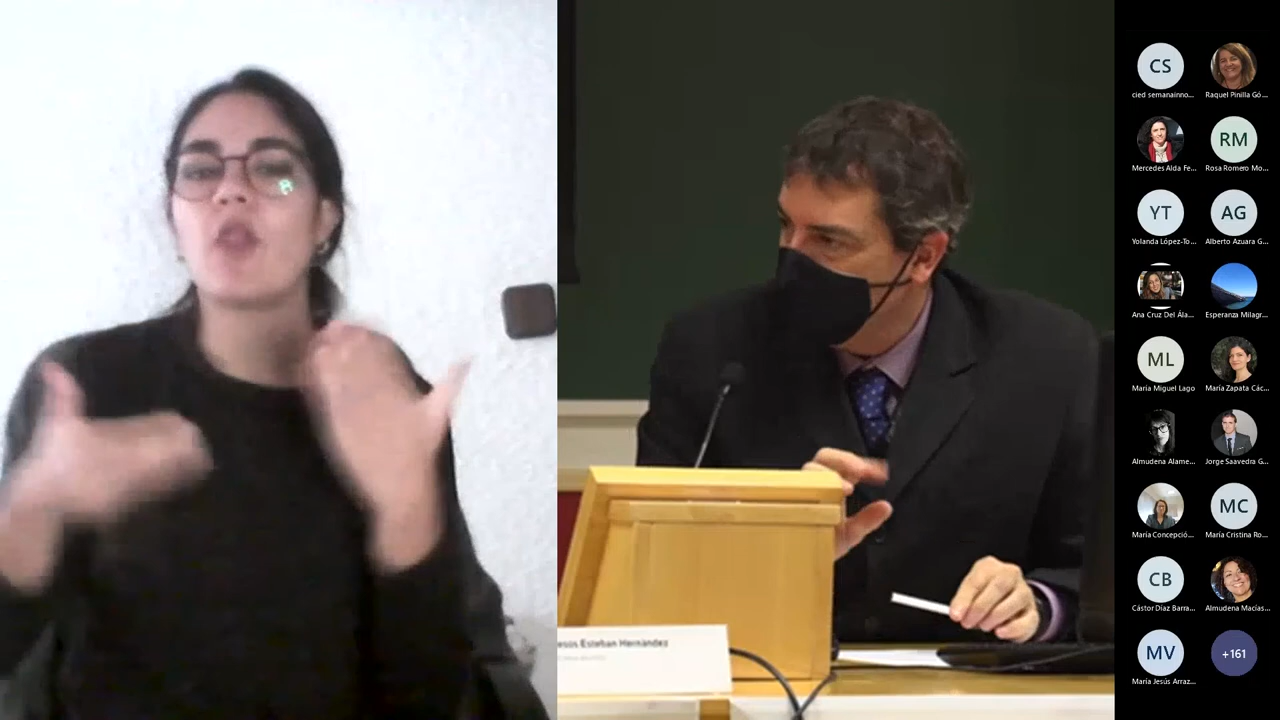 CS
cied semanainno...
Raquel Pinilla Gó...
Mercedes Alda Fe...
RM
Rosa Romero Mo...
YT
Yolanda López-To...
AG
Alberto Azuara G...
Ana Cruz Del Ála...
Esperanza Milagr...
ML
María Miguel Lago
María Zapata Các...
Almudena Alame...
Jorge Saavedra G...
María Concepció...
MC
María Cristina Ro...
CB
Cástor Díaz Barra...
Almudena Macías...
MV
María Jesús Arraz...
+161
esos Esteban Hernández